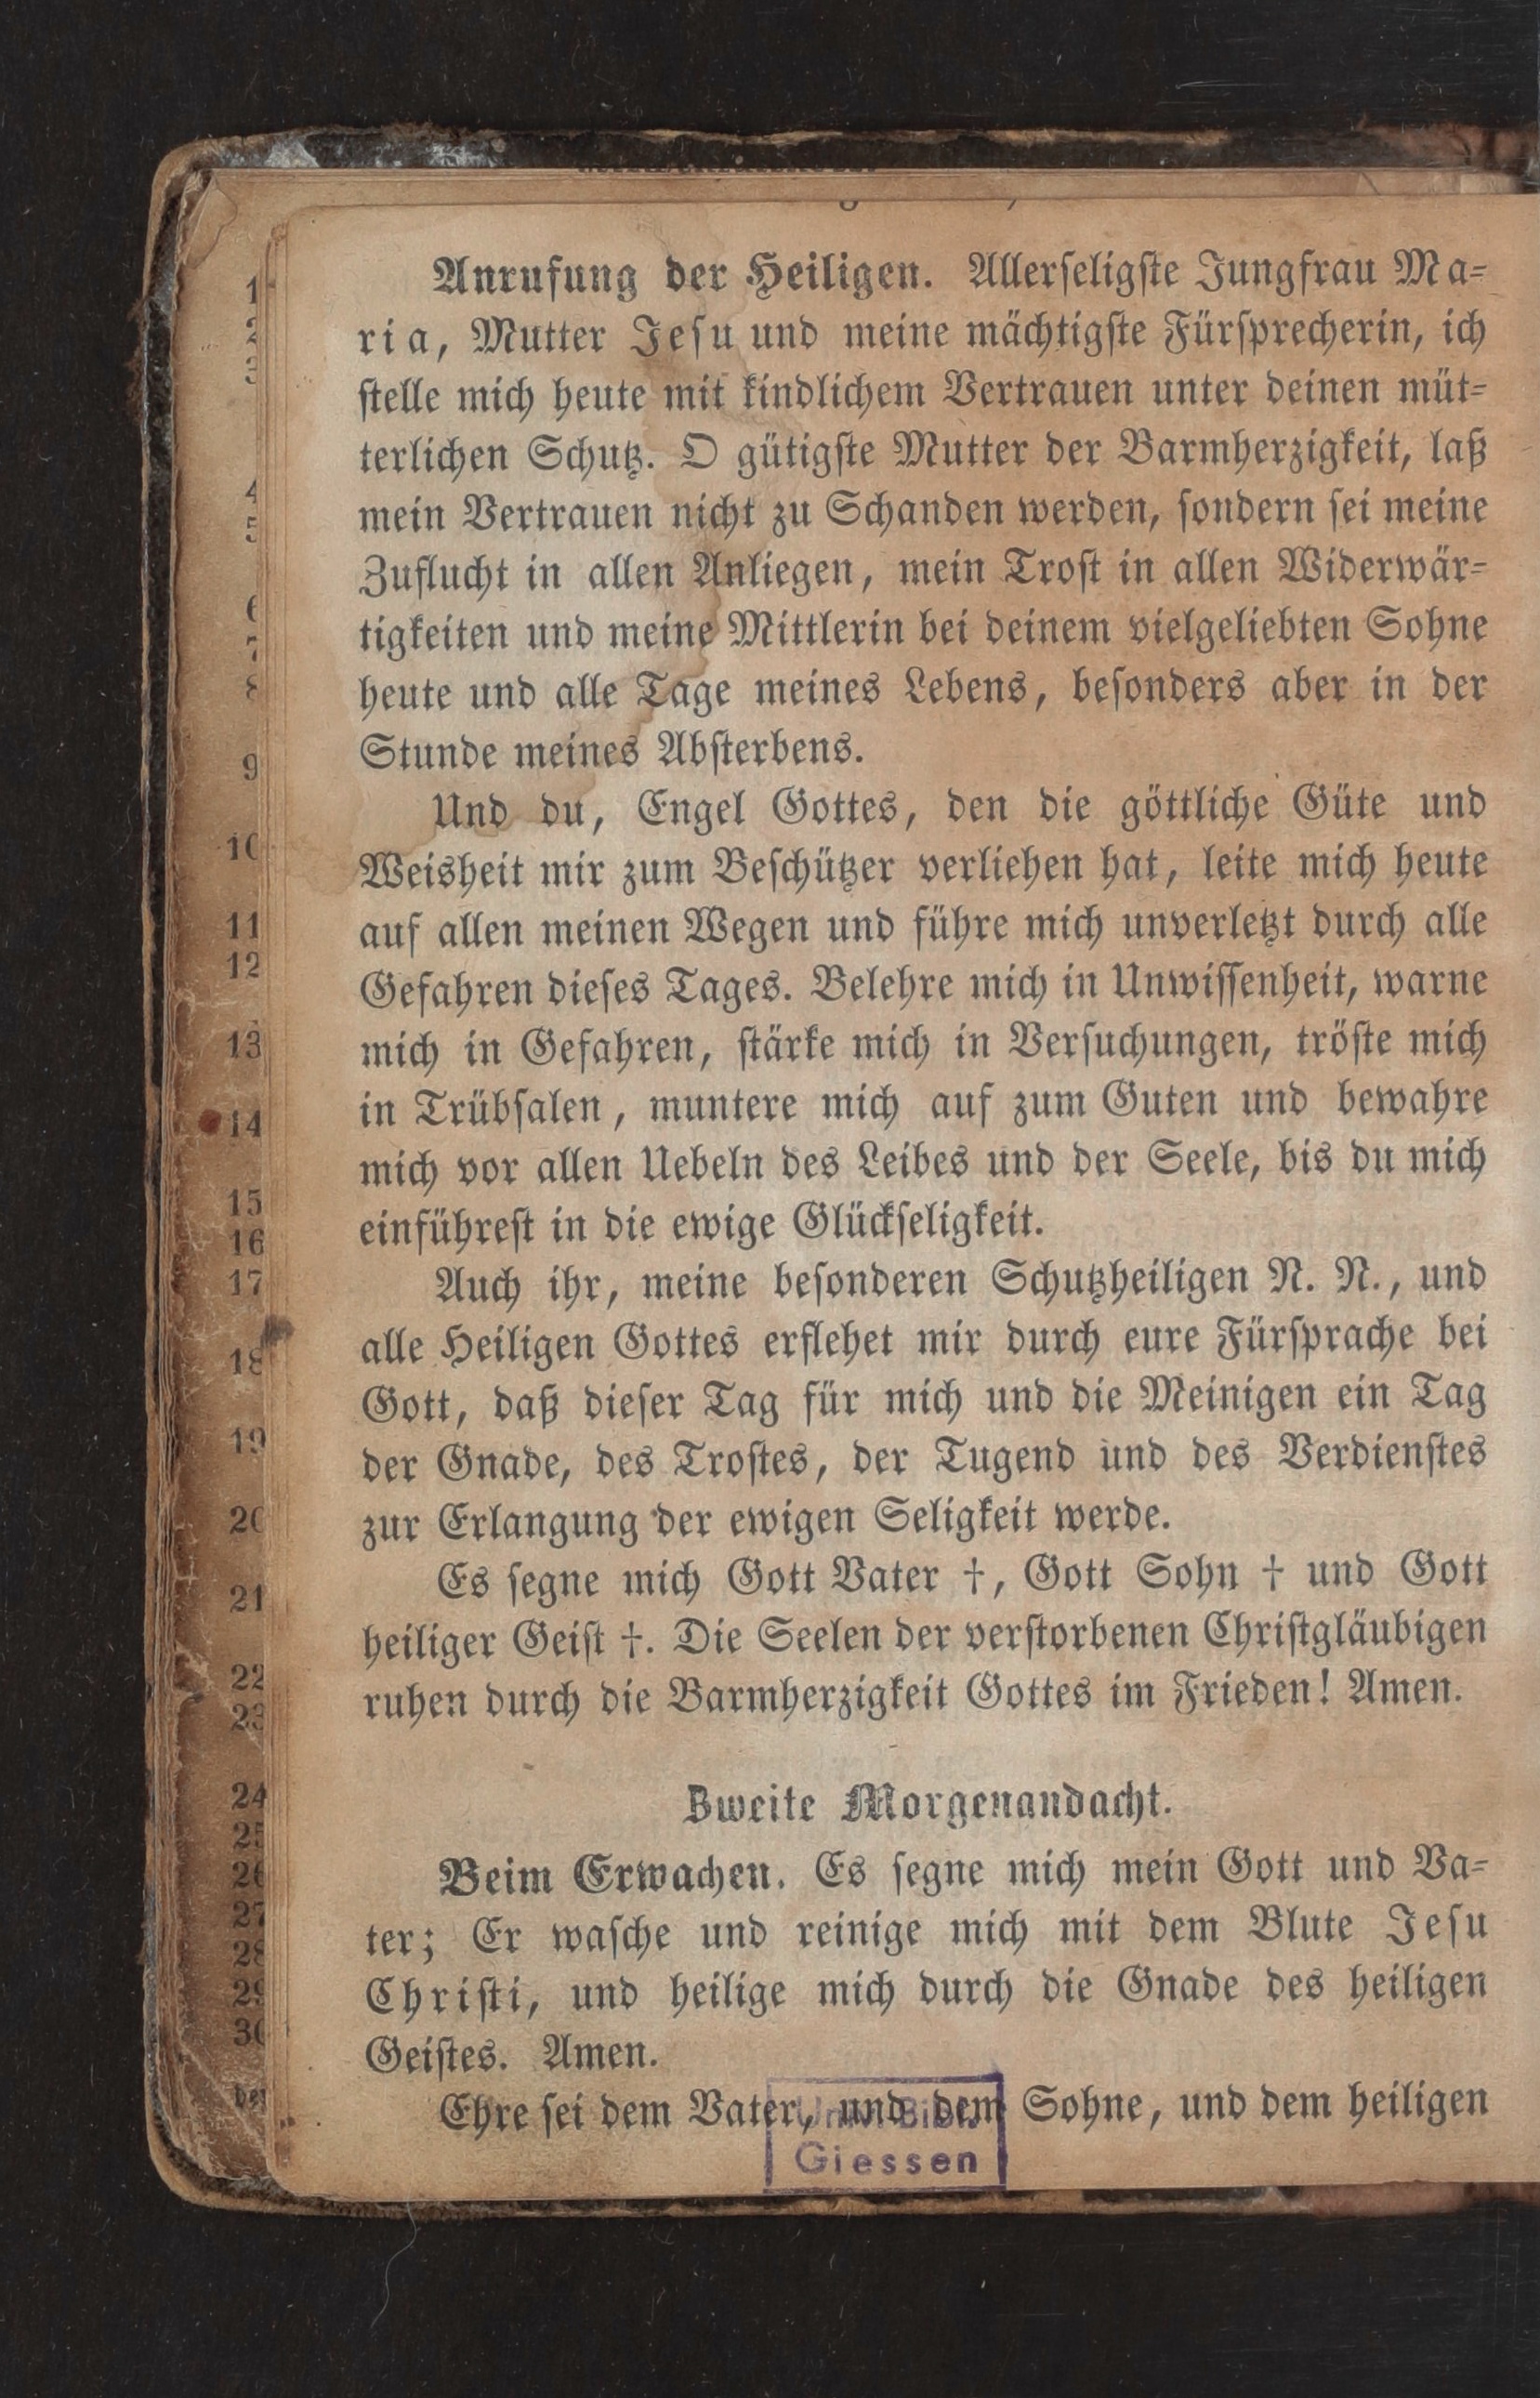 Anrufung der Heiligen. Allerseligste Jungfrau Ma-
ria, Mutter Jesu und meine mächtigste Fürsprecherin, ich
stelle mich heute mit kindlichem Vertrauen unter deinen müt-
terlichen Schutz. O gütigste Mutter der Barmherzigkeit, laß
mein Vertrauen nicht zu Schanden werden, sondern sei meine
Zuflucht in allen Anliegen, mein Trost in allen Widerwär-
tigkeiten und meine Mittlerin bei deinem vielgeliebten Sohne
heute und alle Tage meines Lebens, besonders aber in der
Stunde meines Absterbens.
Und du, Engel Gottes, den die göttliche Güte und
Weisheit mir zum Beschützer verliehen hat, leite mich heute
auf allen meinen Wegen und führe mich unverletzt durch alle
Gefahren dieses Tages. Belehre mich in Unwissenheit, warne
mich in Gefahren, stärke mich in Versuchungen, tröste mich
in Trübsalen, muntere mich auf zum Guten und bewahre
mich vor allen Uebeln des Leibes und der Seele, bis du mich
einführest in die ewige Glückseligkeit.
Auch ihr, meine besonderen Schutzheiligen N. N., und
alle Heiligen Gottes erflehet mir durch eure Fürsprache bei
Gott, daß dieser Tag für mich und die Meinigen ein Tag
der Gnade, des Trostes, der Tugend und des Verdienstes
zur Erlangung der ewigen Seligkeit werde.
Es segne mich Gott Vater †, Gott Sohn † und Gott
heiliger Geist †. Die Seelen der verstorbenen Christgläubigen
ruhen durch die Barmherzigkeit Gottes im Frieden! Amen.
Zweite Morgenandacht.
Beim Erwachen. Es segne mich mein Gott und Va-
ter; Er wasche und reinige mich mit dem Blute Jesu
Christi, und heilige mich durch die Gnade des heiligen
Geistes. Amen.
Ehre sei dem Vater, und dem Sohne, und dem heiligen
Giessen
9
11
12
13
14
15
16
17
19
21
22
24